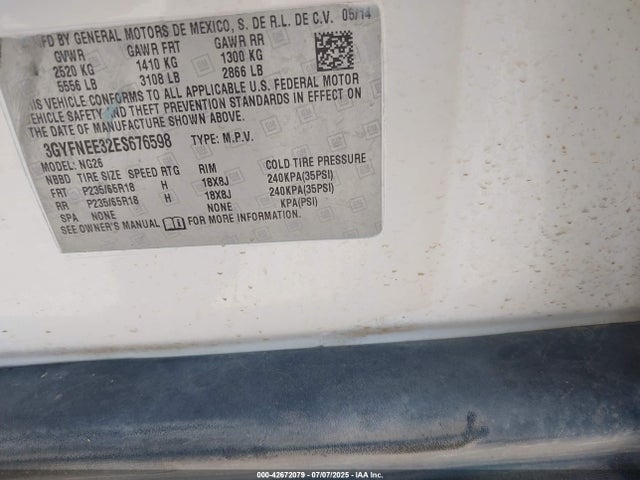 MFD BY GENERAL MOTORS DE MEXICO, S. DE R.L. DE C.V. 05/14
GVWR GAWR FRT GAWR RR
2520 KG 1410 KG 1300 KG
5556 LB 3108 LB 2866 LB
THIS VEHICLE CONFORMS TO ALL APPLICABLE U.S. FEDERAL MOTOR
VEHICLE SAFETY AND THEFT PREVENTION STANDARDS IN EFFECT ON
THE DATE OF MANUFACTURE SHOWN ABOVE.
3GYFNEE32ES676598 TYPE: M.P.V.
MODEL: NG26
NBBD TIRE SIZE SPEED RTG RIM COLD TIRE PRESSURE
FRT P235/65R18 H 18X8J 240KPA(35PSI)
RR P235/65R18 H 18X8J 240KPA(35PSI)
SPA NONE NONE KPA(PSI)
SEE OWNER'S MANUAL FOR MORE INFORMATION.
000-42672079 | 07/07/2025 - IAA Inc.